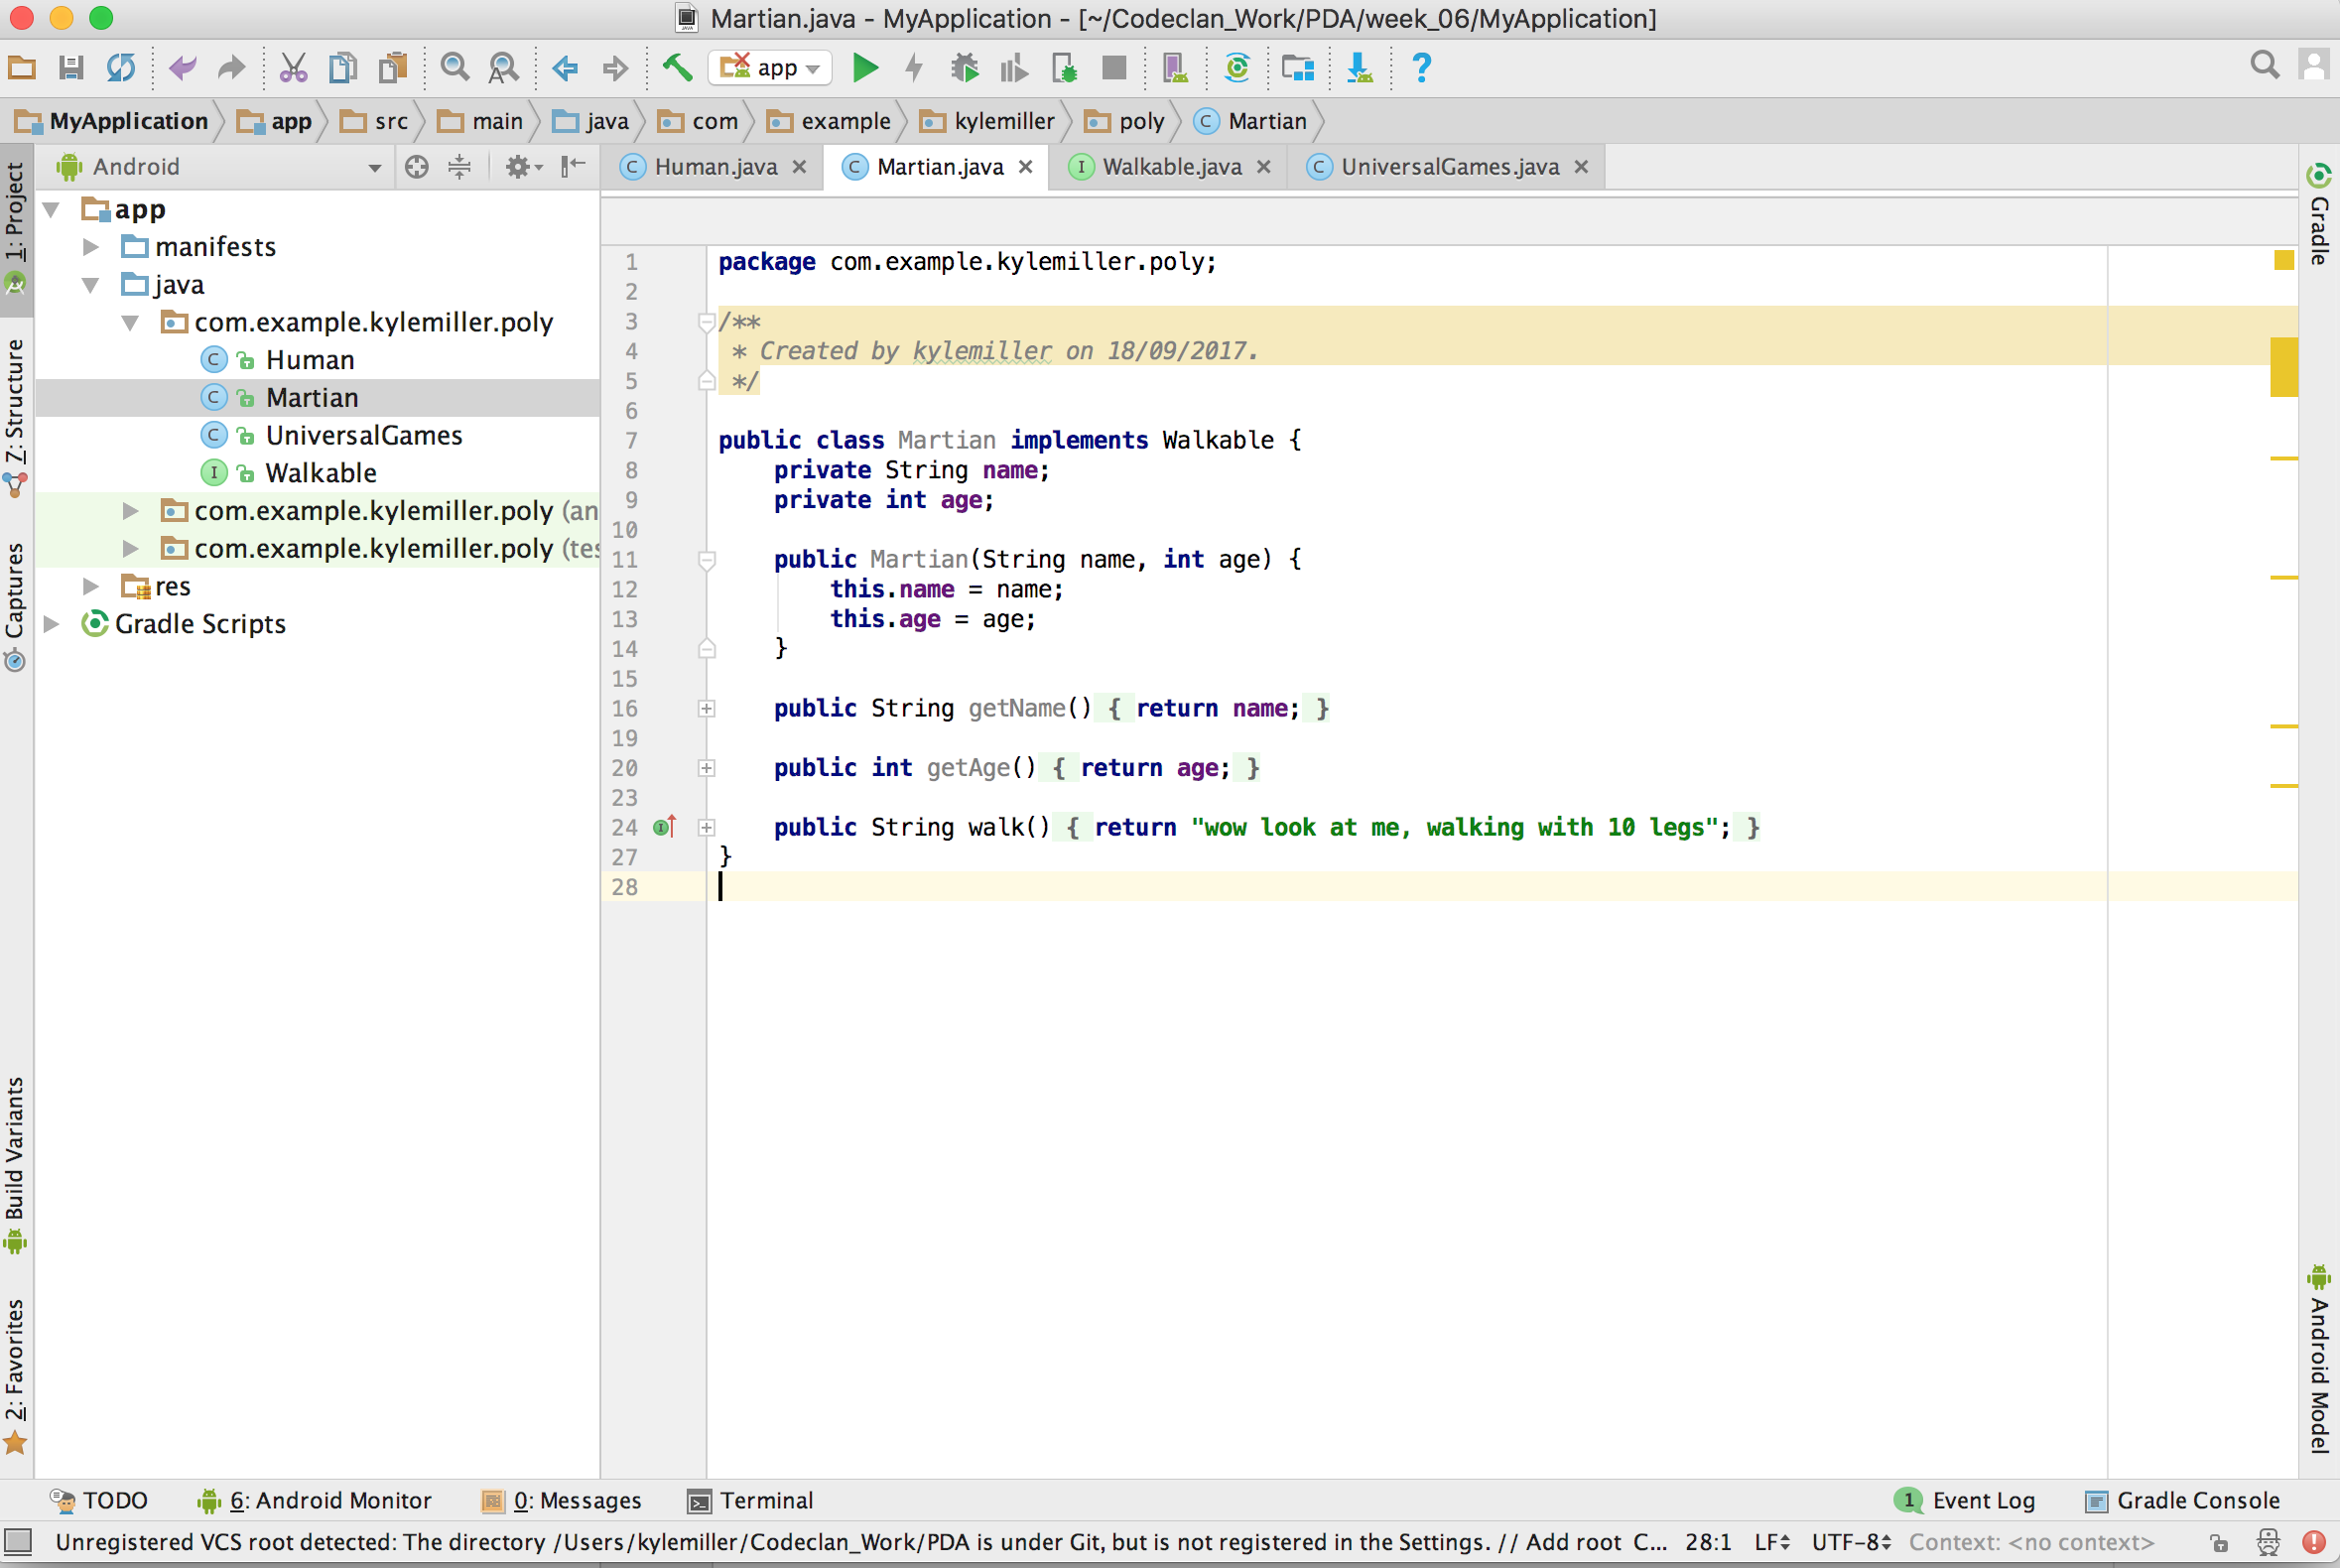 Martian.java - MyApplication - [~/Codeclan_Work/PDA/week_06/MyApplication]
app
MyApplication app src main java com example kylemiller poly Martian
Android
Human.java Martian.java Walkable.java UniversalGames.java
1: Project
Z: Structure
Captures
Build Variants
2: Favorites
app
manifests
java
com.example.kylemiller.poly
Human
Martian
UniversalGames
Walkable
com.example.kylemiller.poly (an
com.example.kylemiller.poly (tes
res
Gradle Scripts
1 package com.example.kylemiller.poly;
2
3 /**
4 * Created by kylemiller on 18/09/2017.
5 */
6
7 public class Martian implements Walkable {
8 private String name;
9 private int age;
10
11 public Martian(String name, int age) {
12 this.name = name;
13 this.age = age;
14 }
15
16 public String getName() { return name; }
19
20 public int getAge() { return age; }
23
24 public String walk() { return "wow look at me, walking with 10 legs"; }
27 }
28
Gradle
Android Model
TODO 6: Android Monitor 0: Messages Terminal 1 Event Log Gradle Console
Unregistered VCS root detected: The directory /Users/kylemiller/Codeclan_Work/PDA is under Git, but is not registered in the Settings. // Add root C... 28:1 LF UTF-8 Context: <no context>